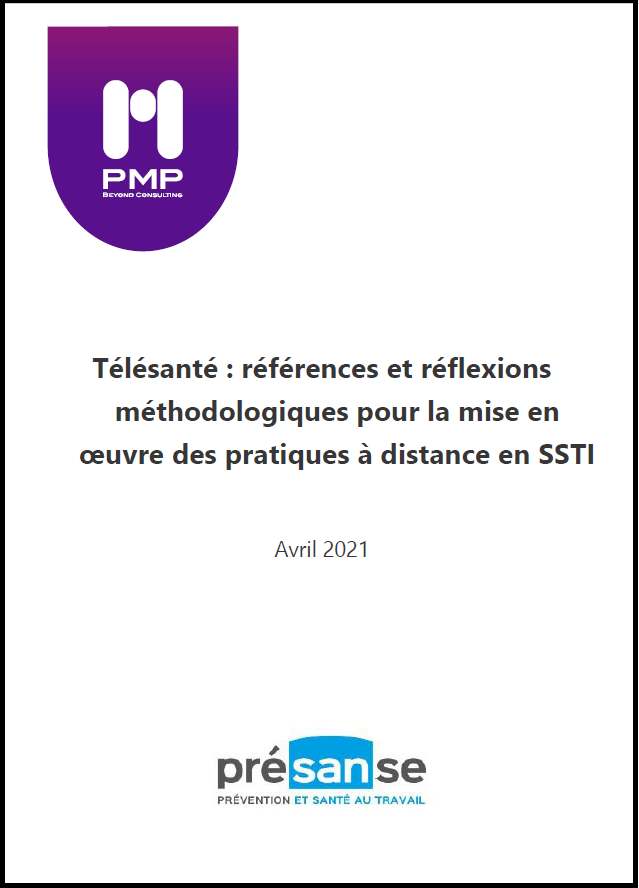 PMP
BEYOND CONSULTING
Télésanté : références et réflexions
méthodologiques pour la mise en
œuvre des pratiques à distance en SSTI
Avril 2021
présanse
PRÉVENTION ET SANTÉ AU TRAVAIL